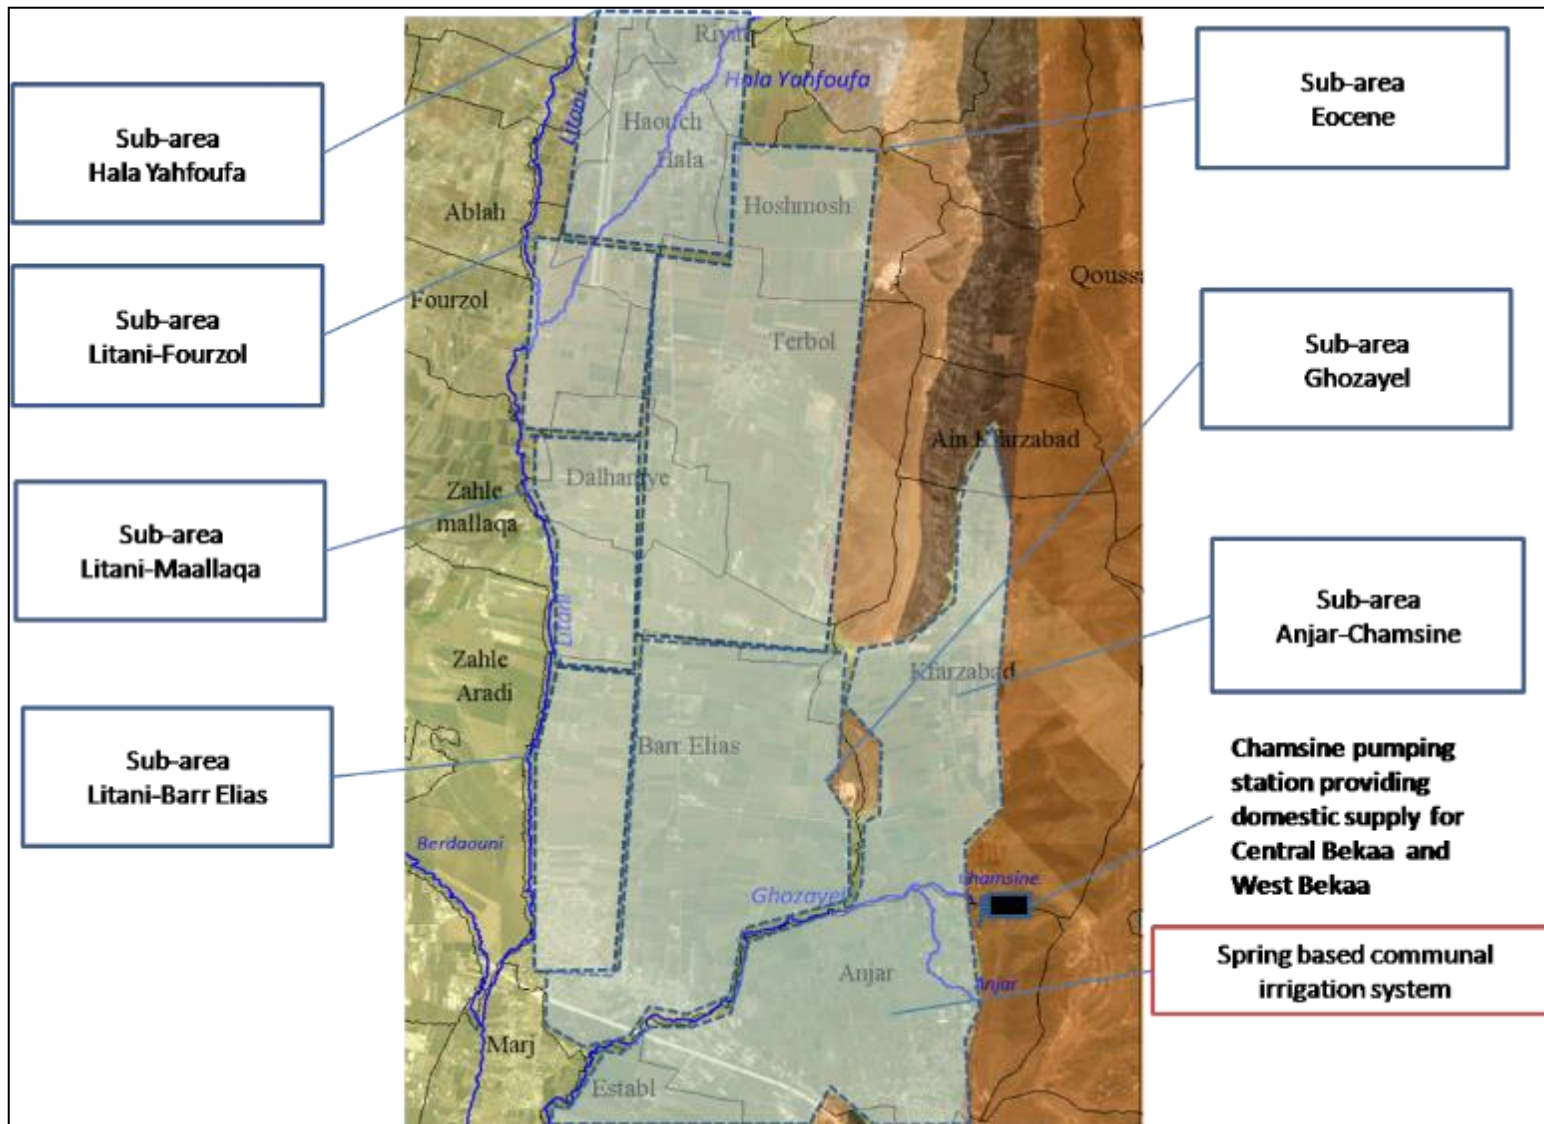 Sub-area
Hala Yahfoufa
Sub-area
Litani-Fourzol
Sub-area
Litani-Maallaqa
Sub-area
Litani-Barr Elias
Litani
Hala Yahfoufa
Haouch
Hala
Ablah
Hoshmosh
Fourzol
Qoussa
Terbol
Ain Kfarzabad
Dalhamiye
Zahle
mallaqa
Litani
Zahle
Aradi
Kfarzabad
Barr Elias
Berdaouni
Ghozayel
Chamsine
Anjar
Anjar
Marj
Establ
Sub-area
Eocene
Sub-area
Ghozayel
Sub-area
Anjar-Chamsine
Chamsine pumping
station providing
domestic supply for
Central Bekaa and
West Bekaa
Spring based communal
irrigation system